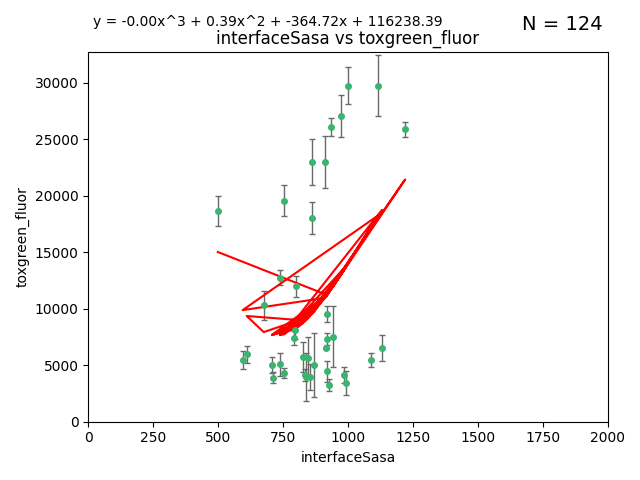 y = -0.00x^3 + 0.39x^2 + -364.72x + 116238.39
N = 124
interfaceSasa vs toxgreen_fluor
30000
25000
20000
15000
10000
5000
0
toxgreen_fluor
0 250 500 750 1000 1250 1500 1750 2000
interfaceSasa